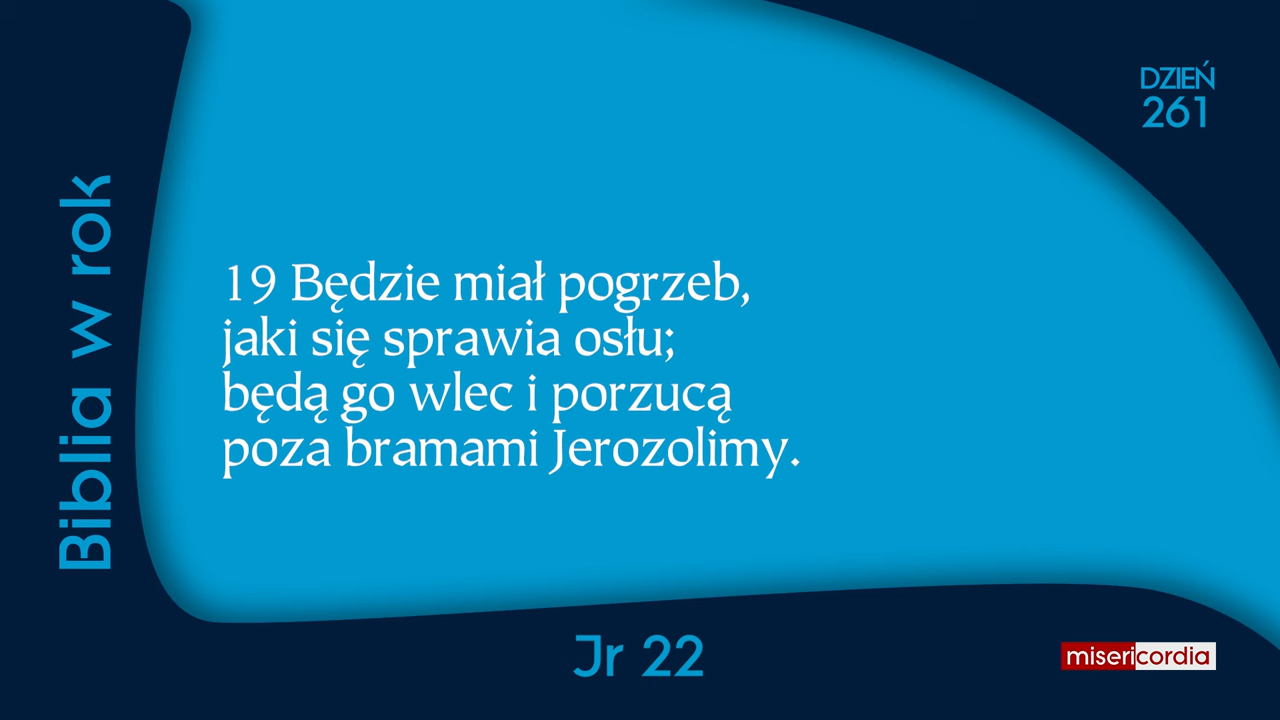 DZIEŃ
261
Biblia w rok
19 Będzie miał pogrzeb,
jaki się sprawia osłu;
będą go wlec i porzucą
poza bramami Jerozolimy.
Jr 22
misericordia